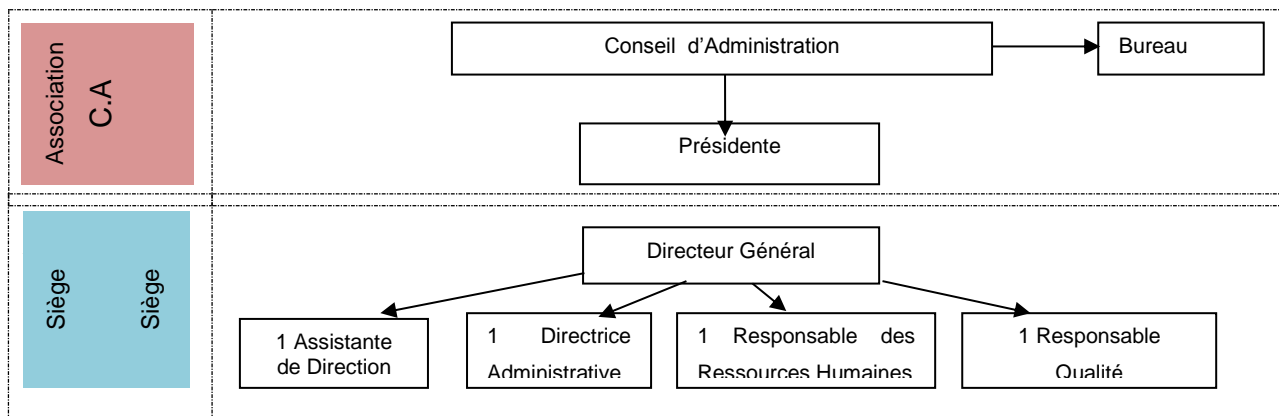 Association
C.A
Conseil d'Administration
Bureau
Présidente
Siège
Siège
Directeur Général
1 Assistante
de Direction
1 Directrice
Administrative
1 Responsable des
Ressources Humaines
1 Responsable
Qualité